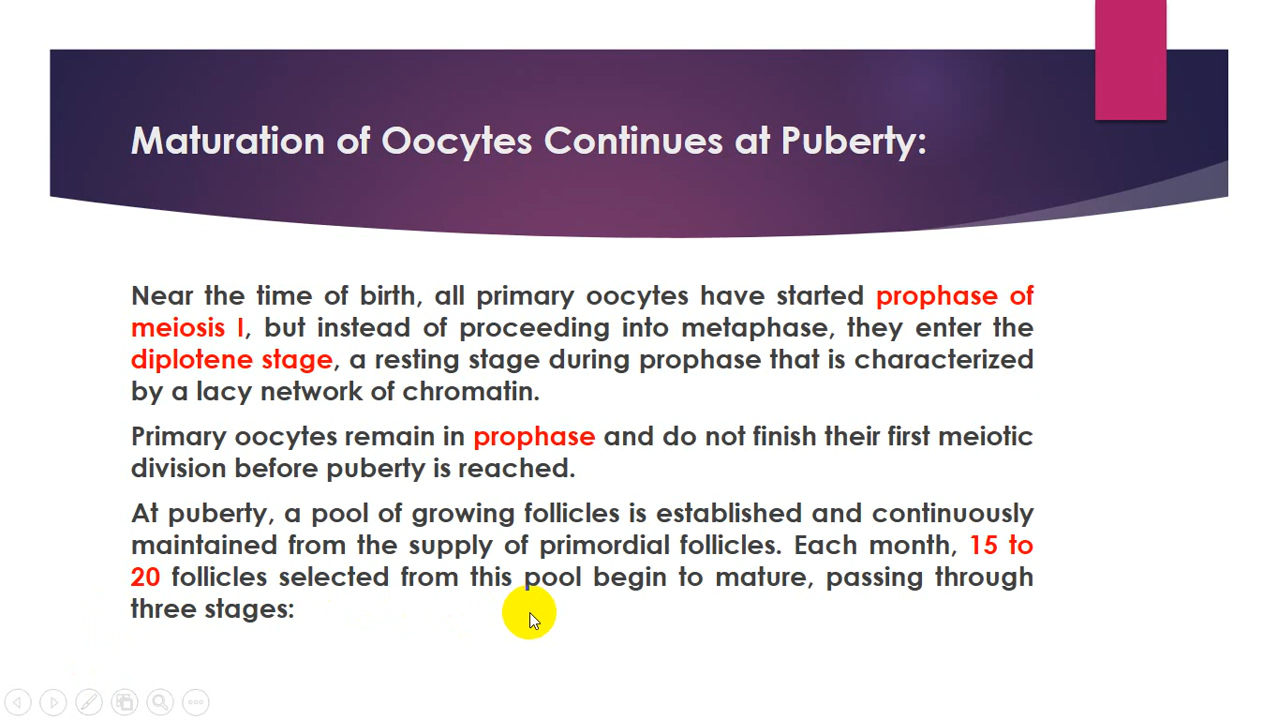 Maturation of Oocytes Continues at Puberty:
Near the time of birth, all primary oocytes have started prophase of
meiosis I, but instead of proceeding into metaphase, they enter the
diplotene stage, a resting stage during prophase that is characterized
by a lacy network of chromatin.
Primary oocytes remain in prophase and do not finish their first meiotic
division before puberty is reached.
At puberty, a pool of growing follicles is established and continuously
maintained from the supply of primordial follicles. Each month, 15 to
20 follicles selected from this pool begin to mature, passing through
three stages: